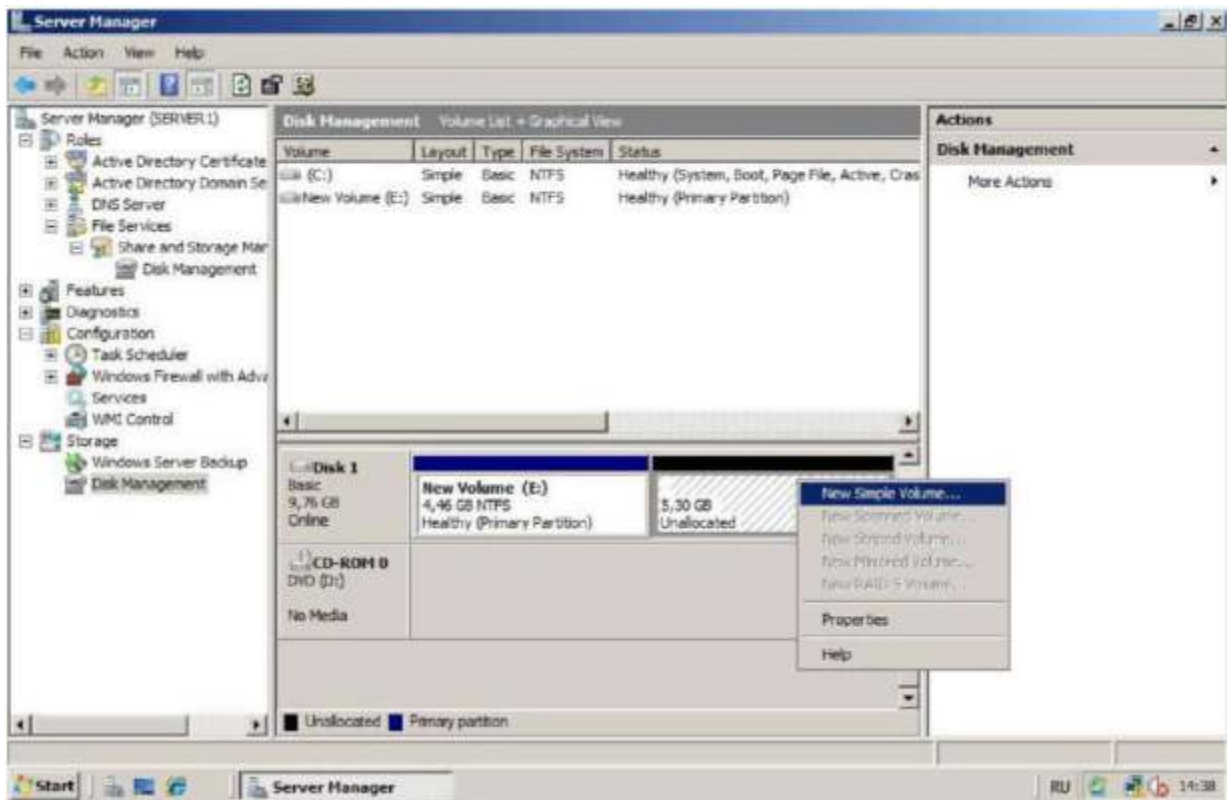 Server Manager
File Action View Help
Server Manager (SERVER1)
Roles
Active Directory Certificate
Active Directory Domain Se
DNS Server
File Services
Share and Storage Mar
Disk Management
Features
Diagnostics
Configuration
Task Scheduler
Windows Firewall with Adva
Services
WMI Control
Storage
Windows Server Backup
Disk Management
Disk Management Volume List + Graphical View
Volume Layout Type File System Status
(C:) Simple Basic NTFS Healthy (System, Boot, Page File, Active, Cras
New Volume (E:) Simple Basic NTFS Healthy (Primary Partition)
Disk 1
Basic
9,76 GB
Online
New Volume (E:)
4,46 GB NTFS
Healthy (Primary Partition)
5,30 GB
Unallocated
CD-ROM 0
DVD (D:)
No Media
Unallocated Primary partition
New Simple Volume...
New Spanned Volume...
New Striped Volume...
New Mirrored Volume...
New RAID-5 Volume...
Properties
Help
Actions
Disk Management
More Actions
Start
Server Manager
RU
14:38